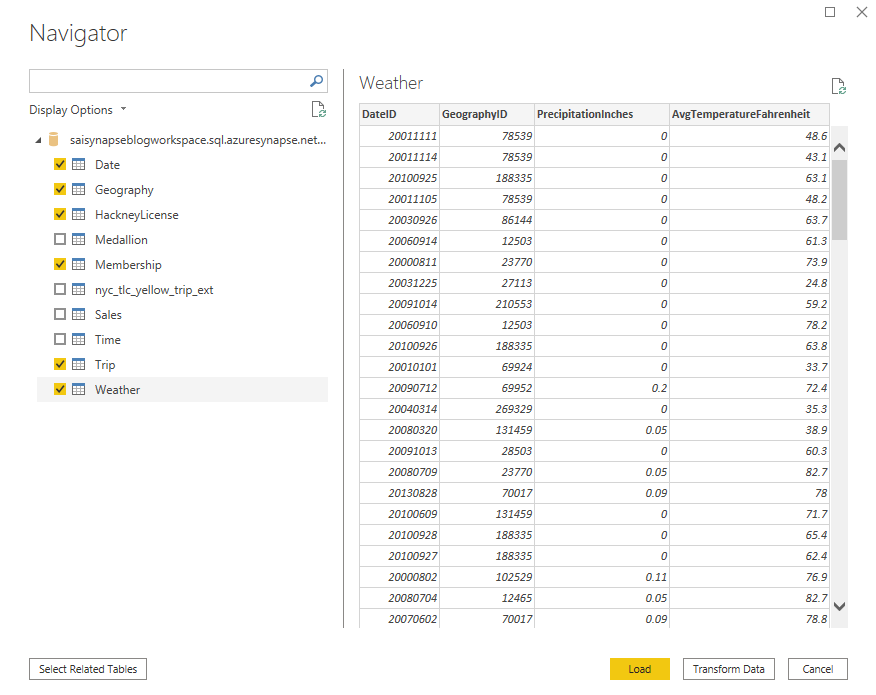 Navigator
Display Options
saisynapseblogworkspace.sql.azuresynapse.net...
Date
Geography
HackneyLicense
Medallion
Membership
nyc_tlc_yellow_trip_ext
Sales
Time
Trip
Weather
Weather
DateID GeographyID PrecipitationInches AvgTemperatureFahrenheit
20011111 78539 0 48.6
20011114 78539 0 43.1
20100925 188335 0 63.1
20011105 78539 0 48.2
20030926 86144 0 63.7
20060914 12503 0 61.3
20000811 23770 0 73.9
20031225 27113 0 24.8
20091014 210553 0 59.2
20060910 12503 0 78.2
20100926 188335 0 63.8
20010101 69924 0 33.7
20090712 69952 0.2 72.4
20040314 269329 0 35.3
20080320 131459 0.05 38.9
20091013 28503 0 60.3
20080709 23770 0.05 82.7
20130828 70017 0.09 78
20100609 131459 0 71.7
20100928 188335 0 65.4
20100927 188335 0 62.4
20000802 102529 0.11 76.9
20080704 12465 0.05 82.7
20070602 70017 0.09 78.8
Select Related Tables
Load
Transform Data
Cancel